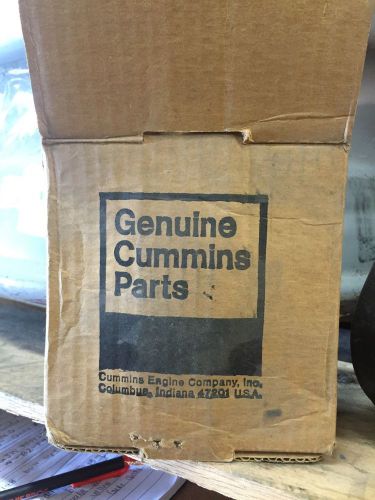 Genuine
Cummins
Parts
Cummins Engine Company, Inc.
Columbus, Indiana 47201 U.S.A.